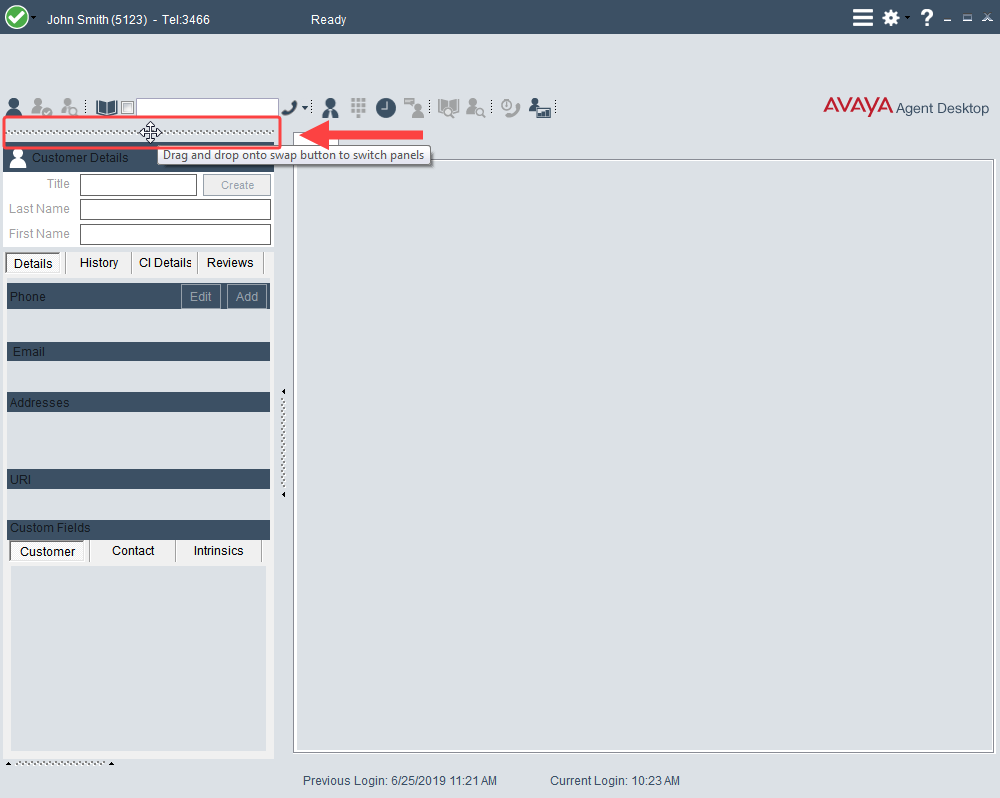 John Smith (5123) - Tel:3466 Ready
AVAYA Agent Desktop
Customer Details
Drag and drop onto swap button to switch panels
Title Create
Last Name
First Name
Details History CI Details Reviews
Phone Edit Add
Email
Addresses
URI
Custom Fields
Customer Contact Intrinsics
Previous Login: 6/25/2019 11:21 AM Current Login: 10:23 AM